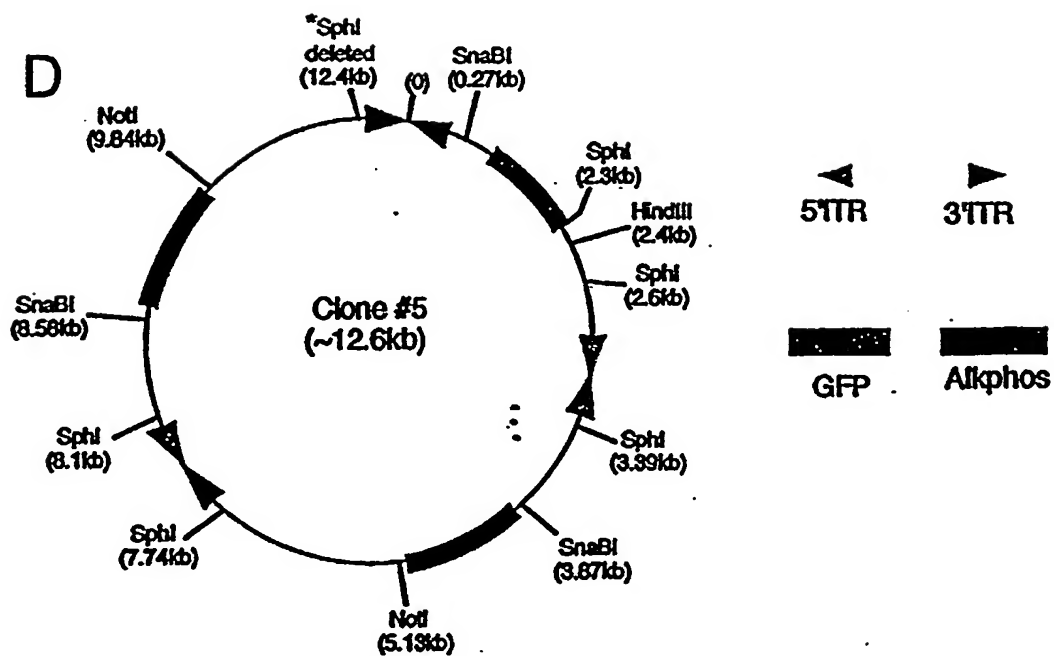 D
*SphI
deleted
(12.4kb)
(0)
SnaBI
(0.27kb)
SphI
(2.3kb)
HindIII
(2.4kb)
SphI
(2.6kb)
SphI
(3.39kb)
SnaBI
(3.87kb)
NotI
(5.13kb)
SphI
(7.74kb)
SphI
(8.1kb)
SnaBI
(8.58kb)
NotI
(9.84kb)
Clone #5
(~12.6kb)
5'ITR
3'ITR
GFP
Alkphos